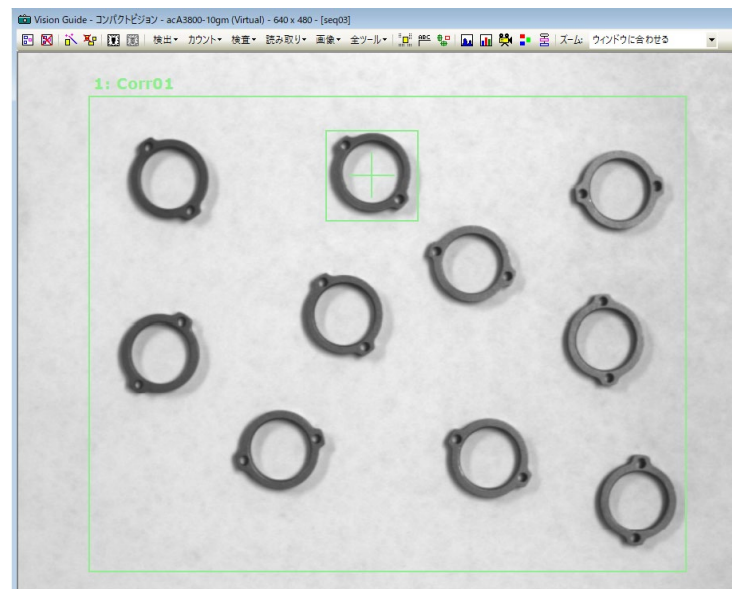 Vision Guide - コンパクトビジョン - acA3800-10gm (Virtual) - 640 x 480 - [seq03]
検出 カウント 検査 読み取り 画像 全ツール ABC ズーム: ウィンドウに合わせる
1: Corr01